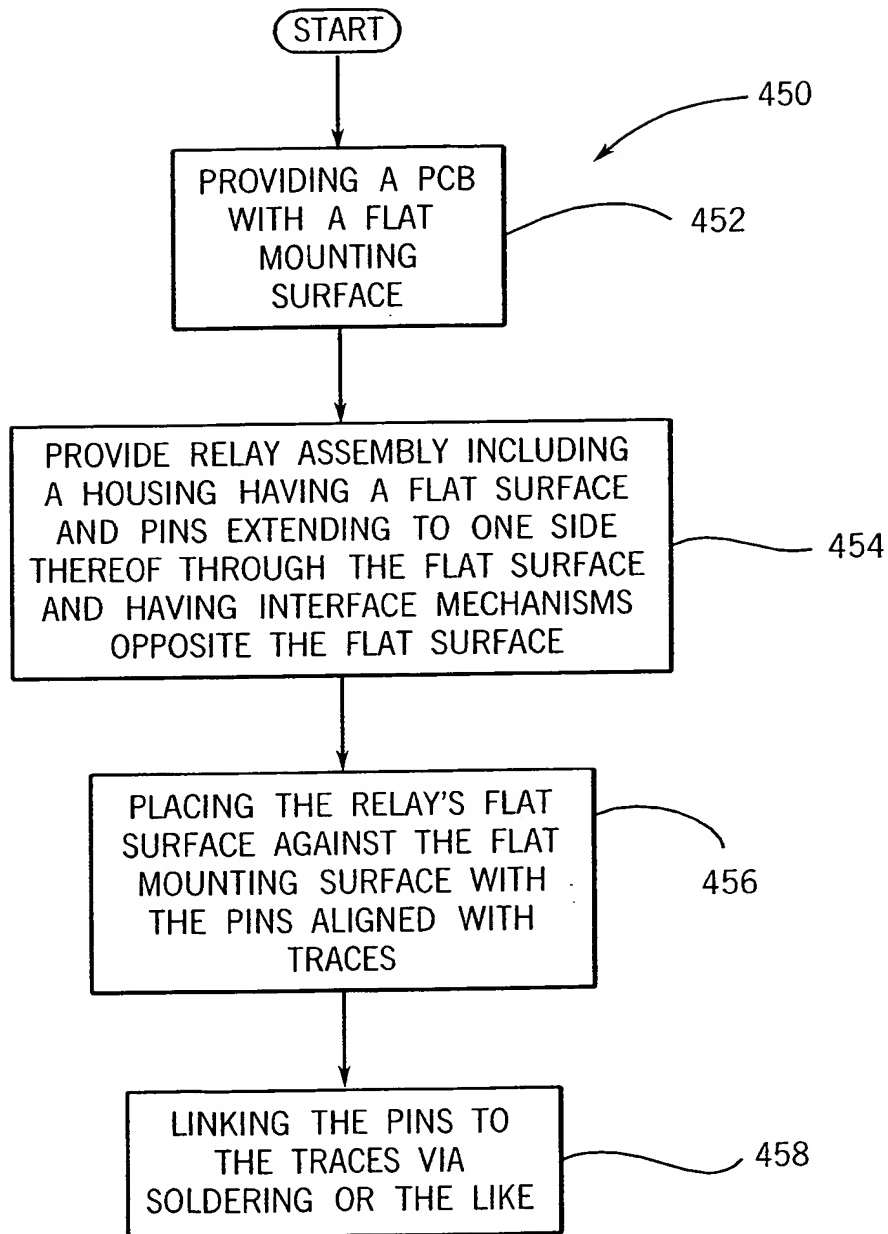 START
450
PROVIDING A PCB
WITH A FLAT
MOUNTING
SURFACE
452
PROVIDE RELAY ASSEMBLY INCLUDING
A HOUSING HAVING A FLAT SURFACE
AND PINS EXTENDING TO ONE SIDE
THEREOF THROUGH THE FLAT SURFACE
AND HAVING INTERFACE MECHANISMS
OPPOSITE THE FLAT SURFACE.
454
PLACING THE RELAY'S FLAT
SURFACE AGAINST THE FLAT
MOUNTING SURFACE WITH
THE PINS ALIGNED WITH
TRACES
456
LINKING THE PINS TO
THE TRACES VIA
SOLDERING OR THE LIKE
458